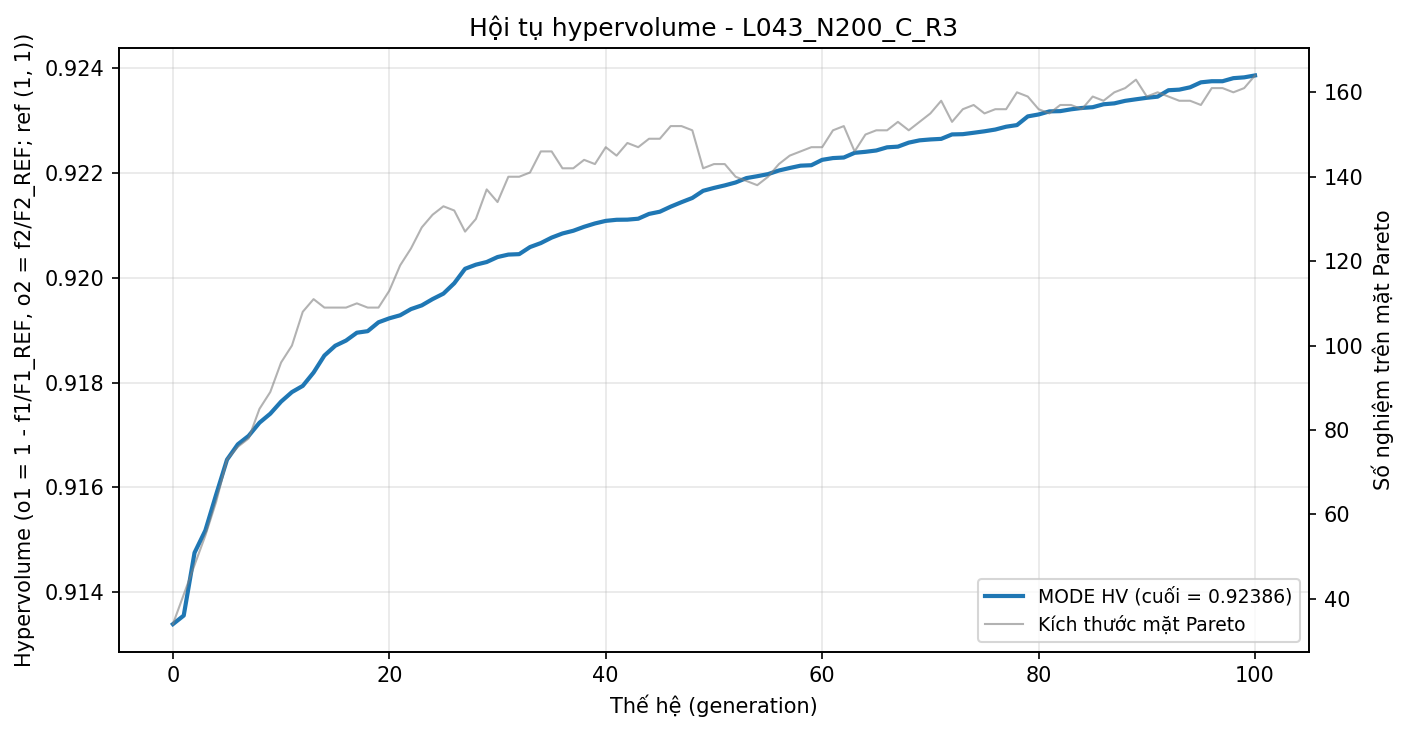 Hội tụ hypervolume - L043_N200_C_R3
Hypervolume (o1 = 1 - f1/F1_REF, o2 = f2/F2_REF; ref (1, 1))
0.924
0.922
0.920
0.918
0.916
0.914
160
140
120
100
80
60
40
Số nghiệm trên mặt Pareto
MODE HV (cuối = 0.92386)
Kích thước mặt Pareto
0 20 40 60 80 100
Thế hệ (generation)